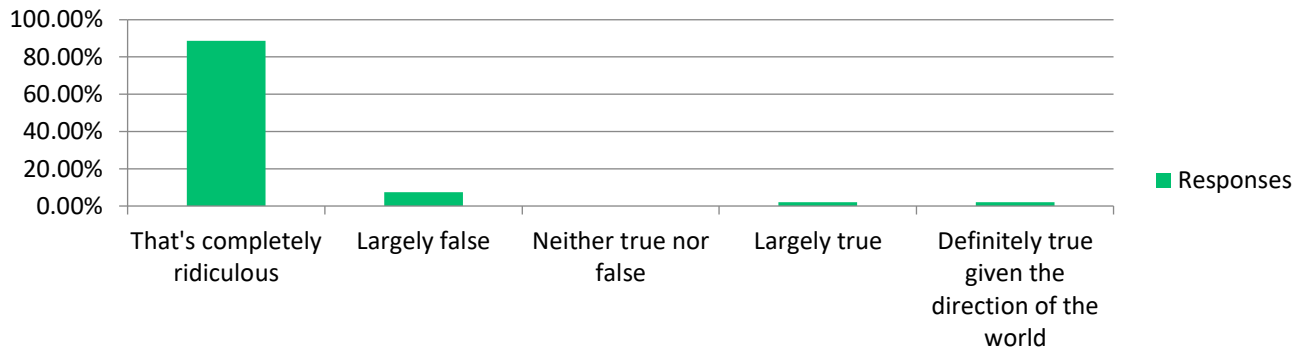 100.00%
80.00%
60.00%
40.00%
20.00%
0.00%
That's completely
ridiculous
Largely false
Neither true nor
false
Largely true
Definitely true
given the
direction of the
world
Responses